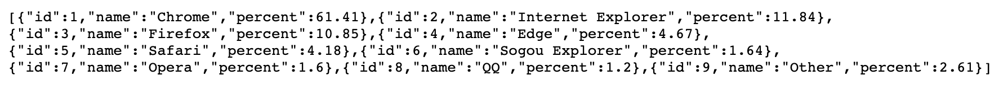 [{"id":1,"name":"Chrome","percent":61.41},{"id":2,"name":"Internet Explorer","percent":11.84},
{"id":3,"name":"Firefox","percent":10.85},{"id":4,"name":"Edge","percent":4.67},
{"id":5,"name":"Safari","percent":4.18},{"id":6,"name":"Sogou Explorer","percent":1.64},
{"id":7,"name":"Opera","percent":1.6},{"id":8,"name":"QQ","percent":1.2},{"id":9,"name":"Other","percent":2.61}]